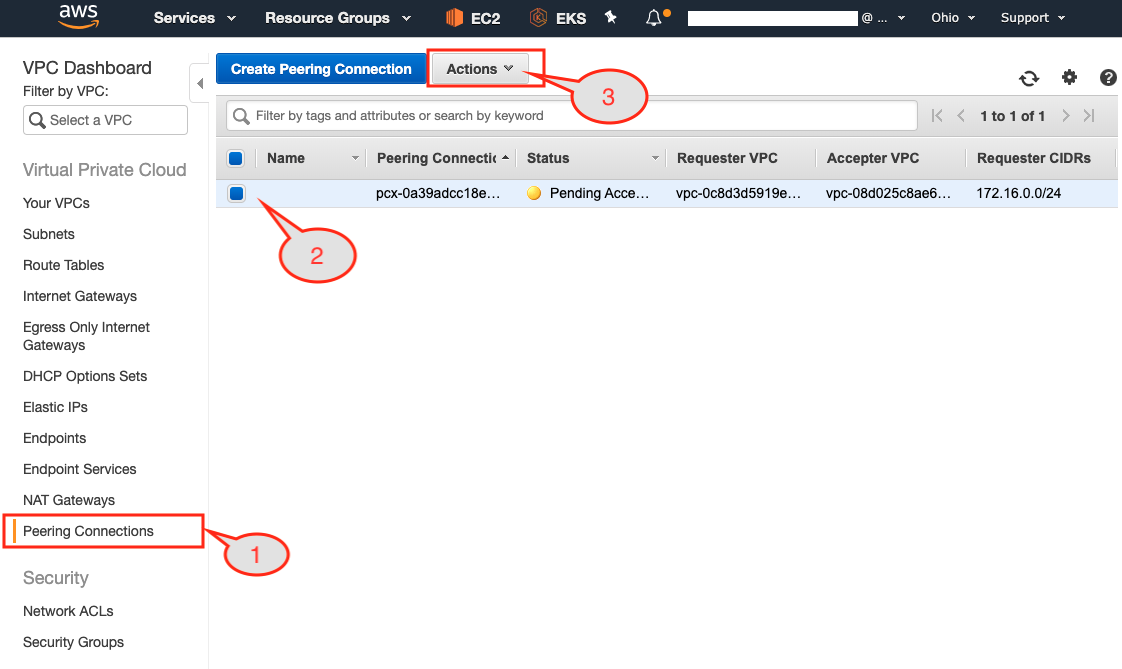 aws
Services
Resource Groups
EC2
EKS
@ ...
Ohio
Support
VPC Dashboard
Filter by VPC:
Select a VPC
Virtual Private Cloud
Your VPCs
Subnets
Route Tables
Internet Gateways
Egress Only Internet
Gateways
DHCP Options Sets
Elastic IPs
Endpoints
Endpoint Services
NAT Gateways
Peering Connections
Security
Network ACLs
Security Groups
Create Peering Connection
Actions
Filter by tags and attributes or search by keyword
1 to 1 of 1
Name
Peering Connectic
Status
Requester VPC
Accepter VPC
Requester CIDRs
pcx-0a39adcc18e...
Pending Acce...
vpc-0c8d3d5919e...
vpc-08d025c8ae6...
172.16.0.0/24
3
2
1